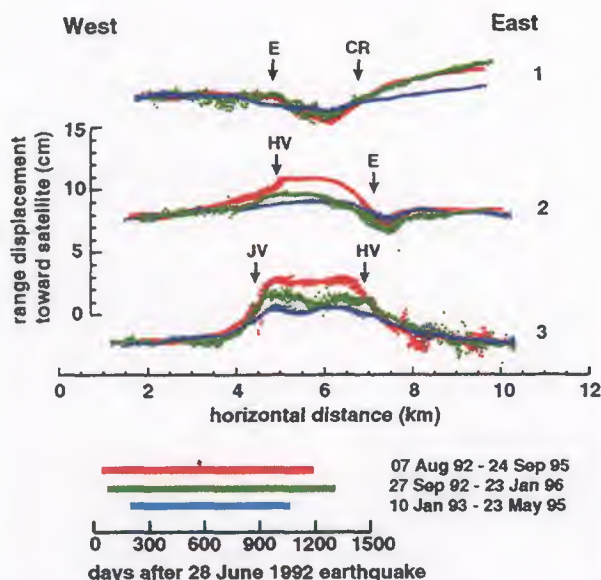 West
East
E
CR
1
15
HV
E
10
2
5
JV
HV
0
3
range displacement
toward satellite (cm)
0 2 4 6 8 10 12
horizontal distance (km)
07 Aug 92 - 24 Sep 95
27 Sep 92 - 23 Jan 96
10 Jan 93 - 23 May 95
0 300 600 900 1200 1500
days after 28 June 1992 earthquake